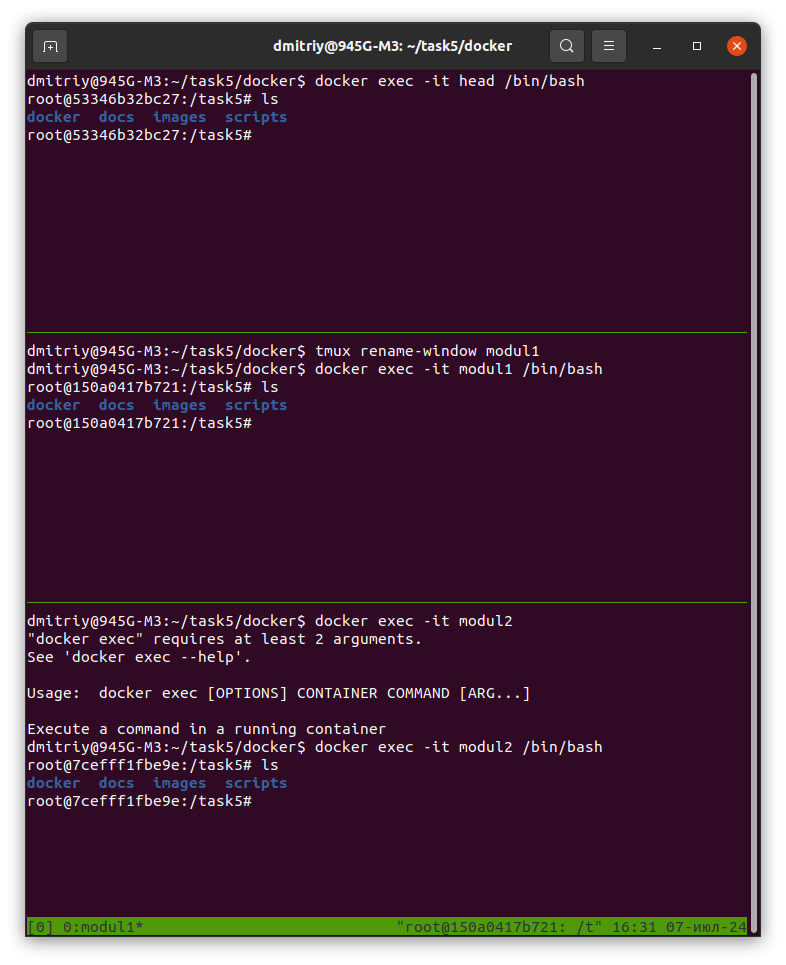 dmitriy@945G-M3: ~/task5/docker
dmitriy@945G-M3:~/task5/docker$ docker exec -it head /bin/bash
root@53346b32bc27:/task5# ls
docker  docs  images  scripts
root@53346b32bc27:/task5#
dmitriy@945G-M3:~/task5/docker$ tmux rename-window modul1
dmitriy@945G-M3:~/task5/docker$ docker exec -it modul1 /bin/bash
root@150a0417b721:/task5# ls
docker  docs  images  scripts
root@150a0417b721:/task5#
dmitriy@945G-M3:~/task5/docker$ docker exec -it modul2
"docker exec" requires at least 2 arguments.
See 'docker exec --help'.
Usage:  docker exec [OPTIONS] CONTAINER COMMAND [ARG...]
Execute a command in a running container
dmitriy@945G-M3:~/task5/docker$ docker exec -it modul2 /bin/bash
root@7cefff1fbe9e:/task5# ls
docker  docs  images  scripts
root@7cefff1fbe9e:/task5#
[0] 0:modul1* "root@150a0417b721: /t" 16:31 07-июл-24